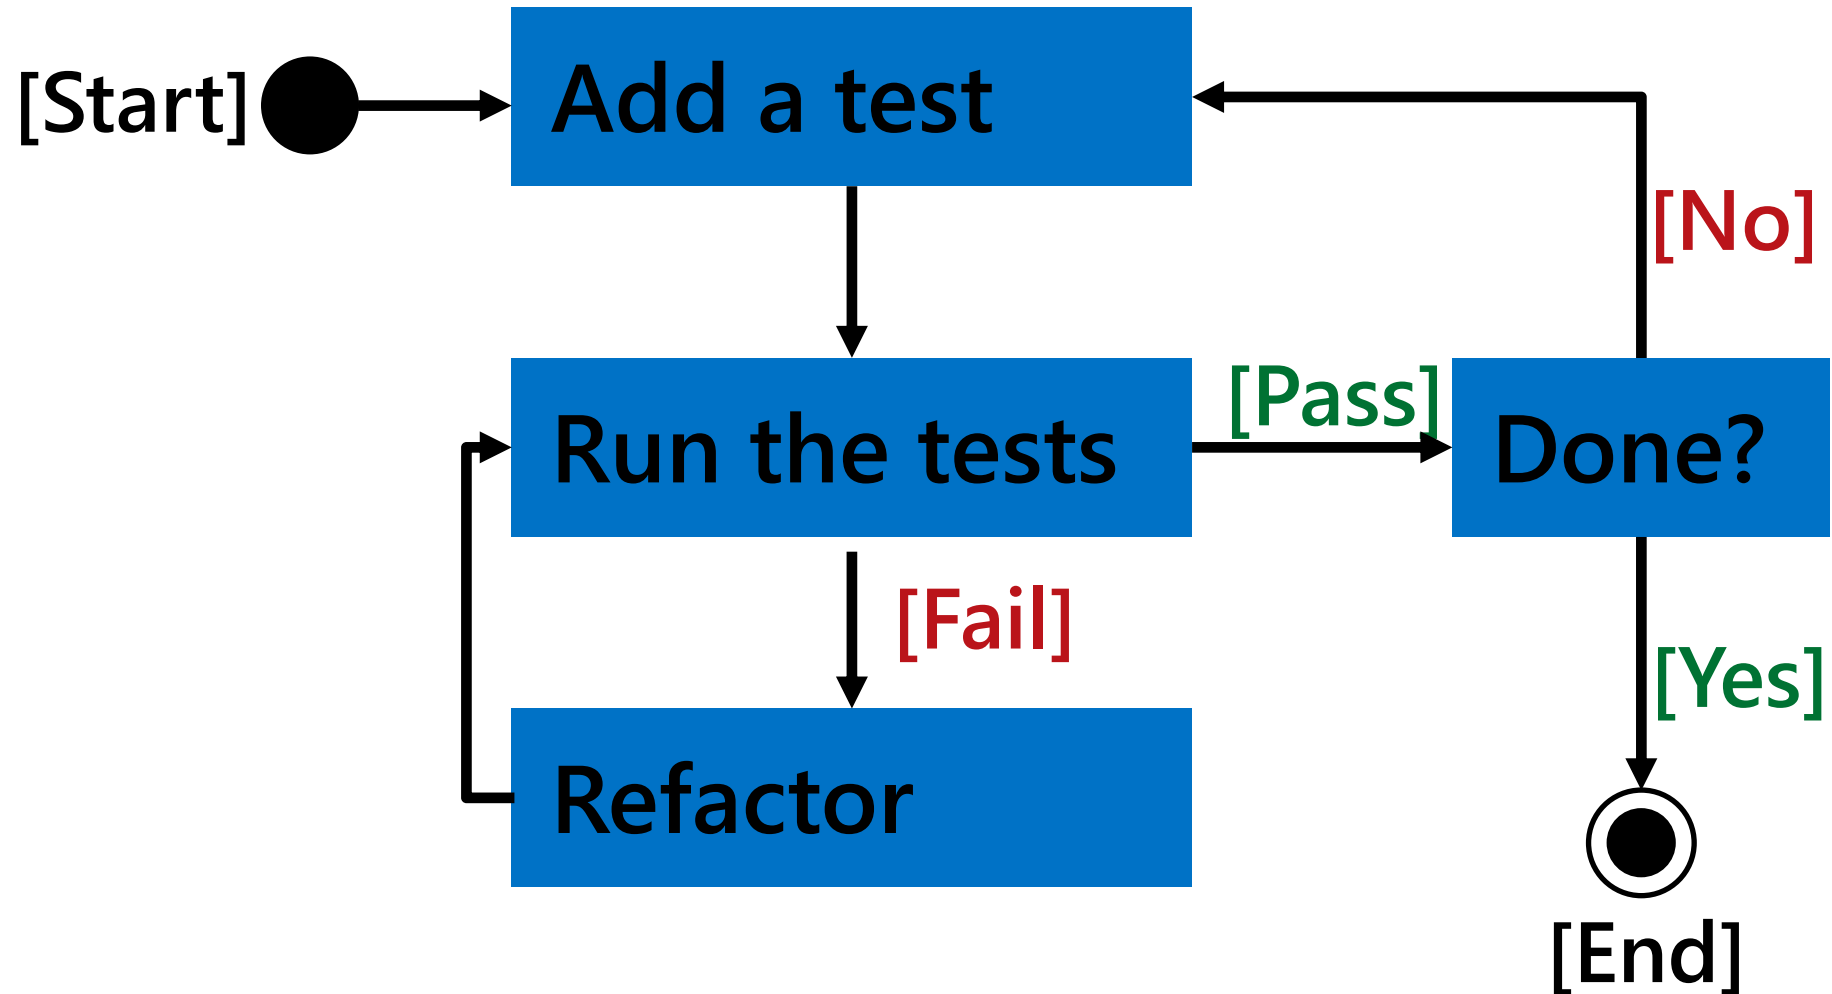 [Start]
Add a test
[No]
Run the tests
[Pass]
Done?
[Fail]
[Yes]
Refactor
[End]